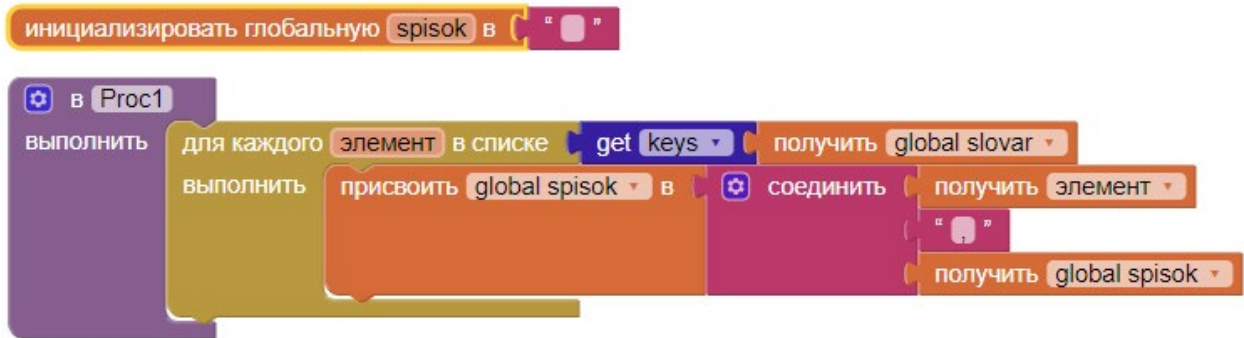 инициализировать глобальную spisok в " "
в Proc1
выполнить для каждого элемент в списке get keys получить global slovar
выполнить присвоить global spisok в соединить получить элемент
" , "
получить global spisok